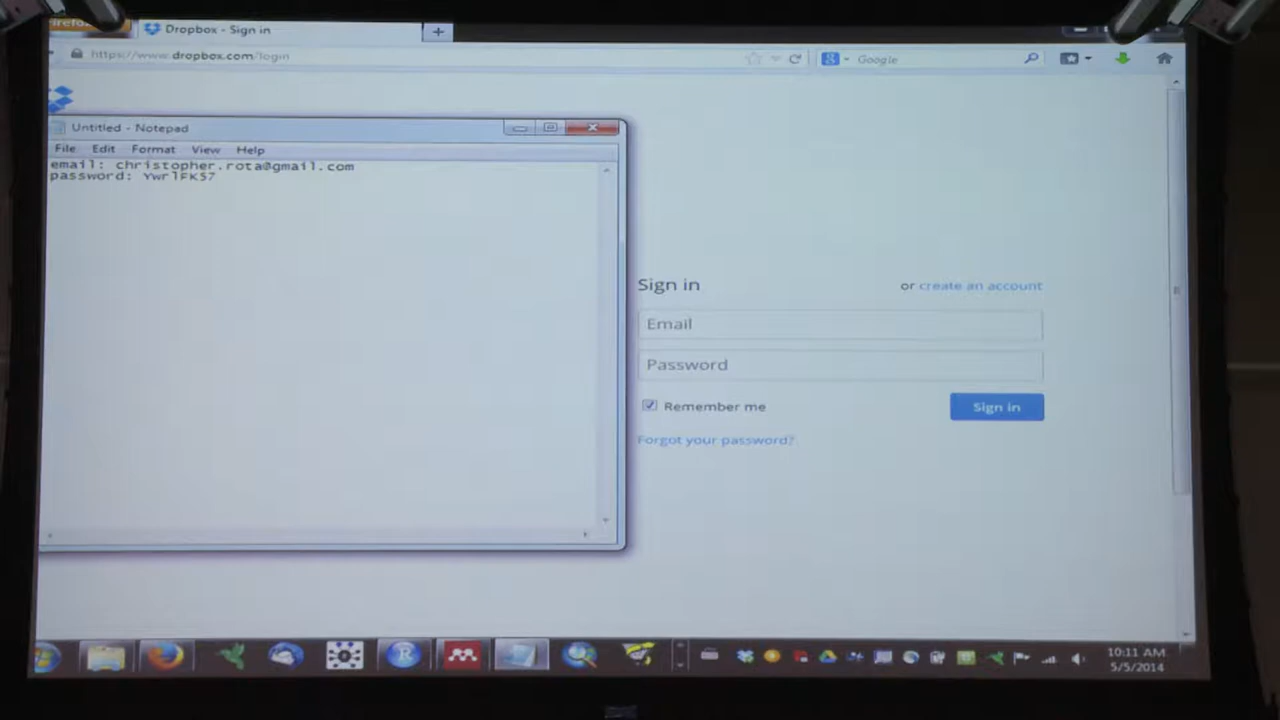 Dropbox - Sign in
+
https://www.dropbox.com/login
Google
Untitled - Notepad
File Edit Format View Help
email: christopher.rota@gmail.com
password:
Sign in
or create an account
Email
Password
Remember me
Sign in
Forgot your password?
10:11 AM
5/5/2014